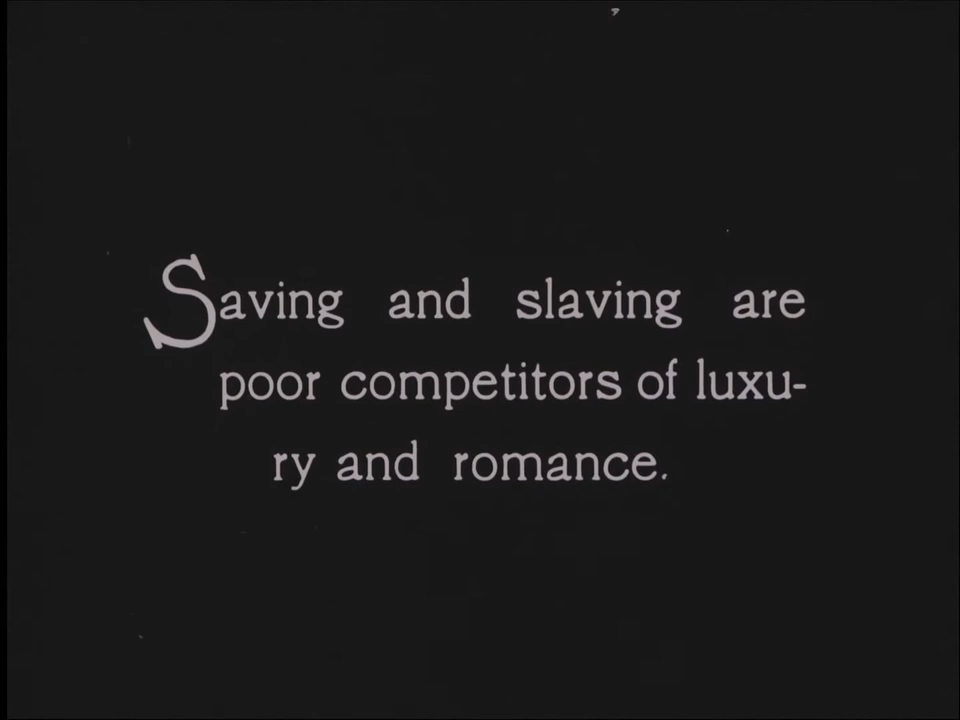 Saving and slaving are
poor competitors of luxu-
ry and romance.